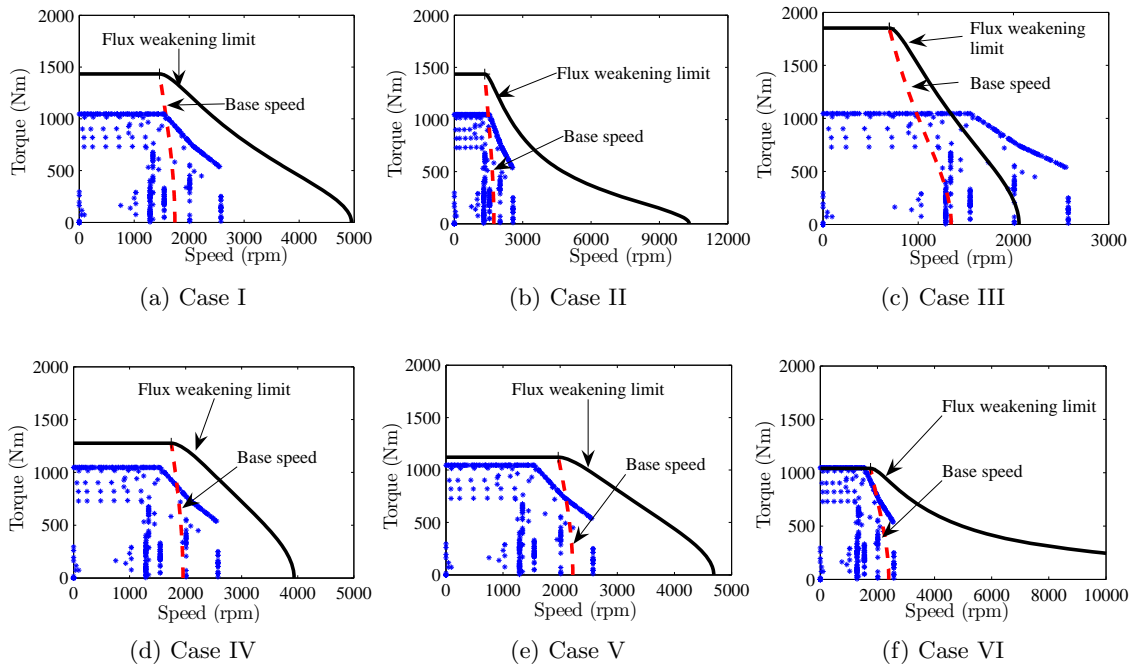 2000
1500
1000
500
0
Torque (Nm)
Flux weakening limit
Base speed
0 1000 2000 3000 4000 5000
Speed (rpm)
(a) Case I
2000
1500
1000
500
0
Torque (Nm)
Flux weakening limit
Base speed
0 3000 6000 9000 12000
Speed (rpm)
(b) Case II
2000
1500
1000
500
0
Torque (Nm)
Flux weakening
limit
Base speed
0 1000 2000 3000
Speed (rpm)
(c) Case III
2000
1500
1000
500
0
Torque (Nm)
Flux weakening limit
Base speed
0 1000 2000 3000 4000 5000
Speed (rpm)
(d) Case IV
2000
1500
1000
500
0
Torque (Nm)
Flux weakening limit
Base speed
0 1000 2000 3000 4000 5000
Speed (rpm)
(e) Case V
2000
1500
1000
500
0
Torque (Nm)
Flux weakening limit
Base speed
0 2000 4000 6000 8000 10000
Speed (rpm)
(f) Case VI